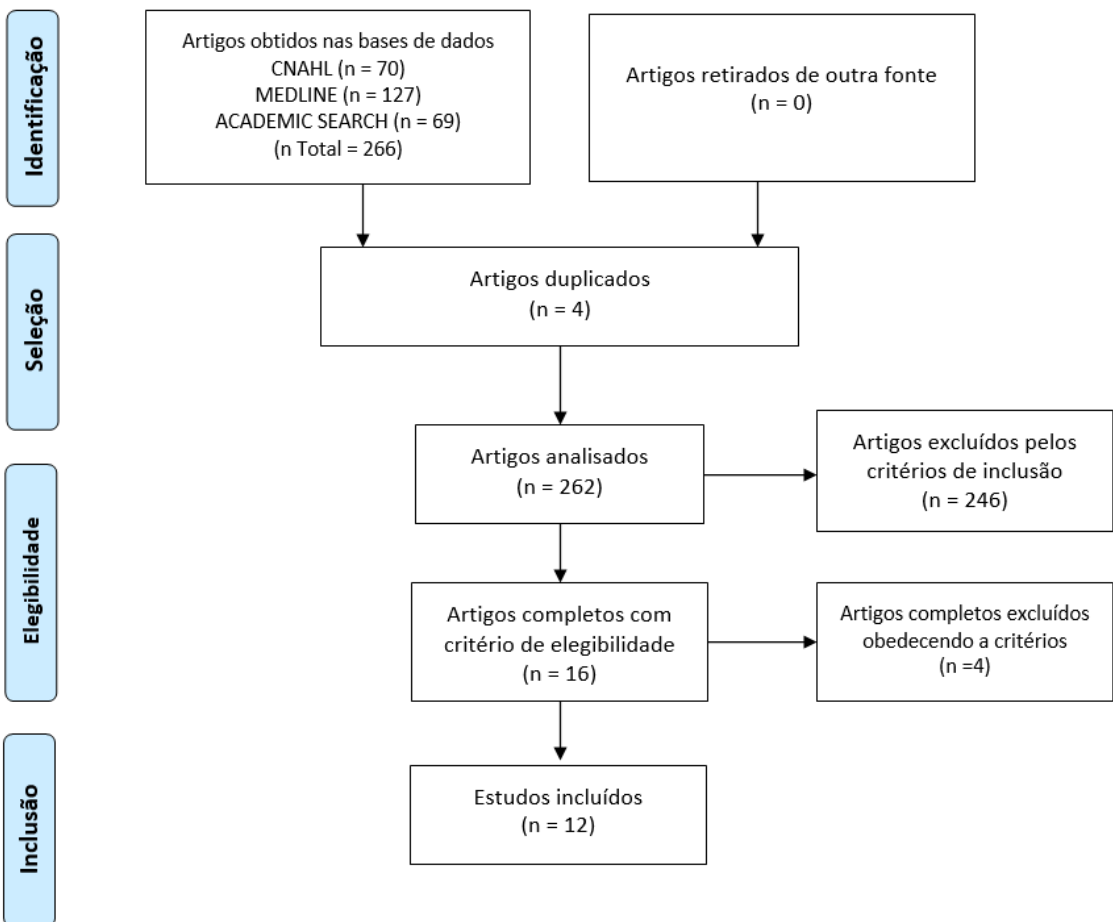 Identificação
Artigos obtidos nas bases de dados
CNAHL (n = 70)
MEDLINE (n = 127)
ACADEMIC SEARCH (n = 69)
(n Total = 266)
Artigos retirados de outra fonte
(n = 0)
Seleção
Artigos duplicados
(n = 4)
Artigos analisados
(n = 262)
Artigos excluídos pelos
critérios de inclusão
(n = 246)
Elegibilidade
Artigos completos com
critério de elegibilidade
(n = 16)
Artigos completos excluídos
obedecendo a critérios
(n =4)
Inclusão
Estudos incluídos
(n = 12)